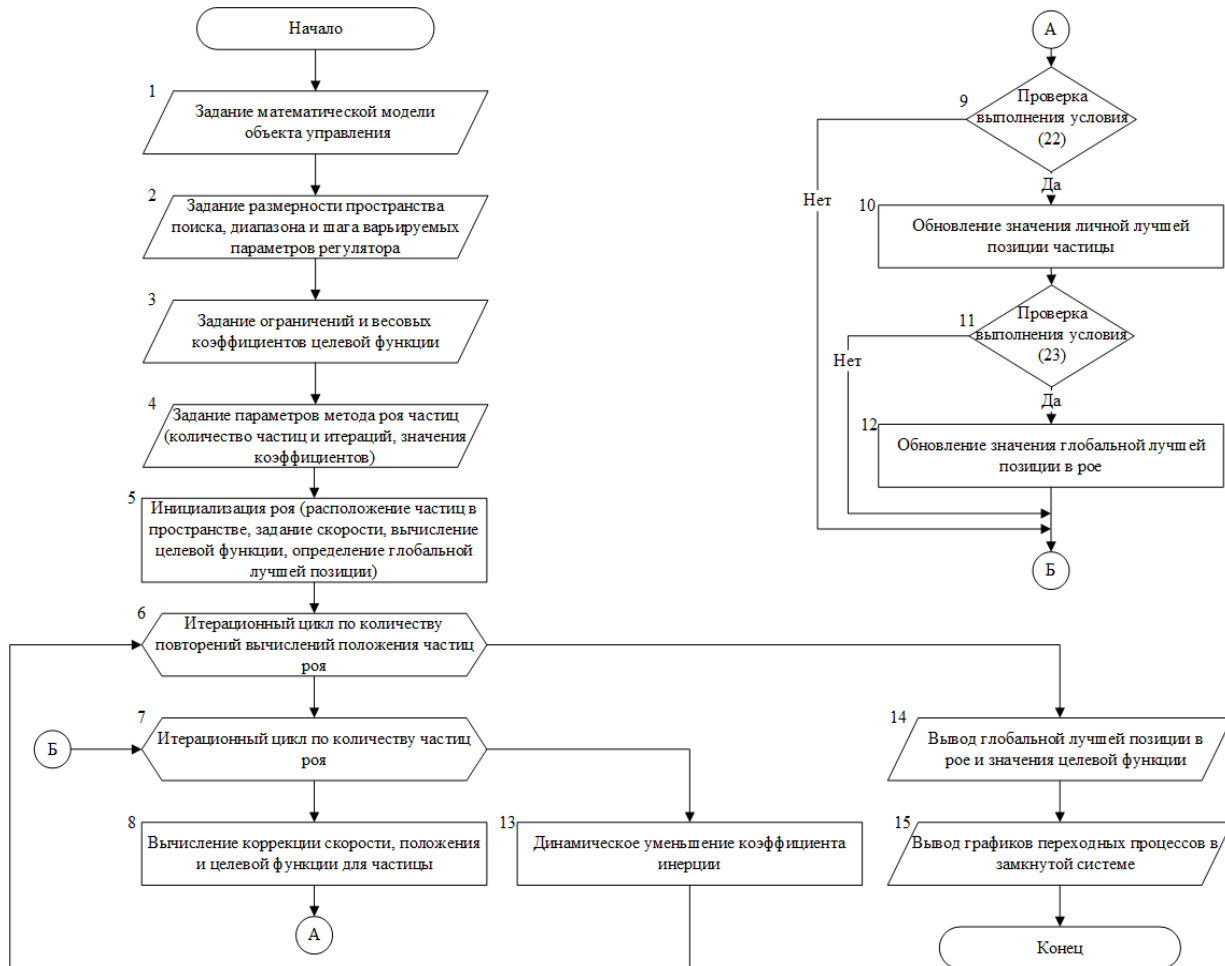 Начало
1
Задание математической модели
объекта управления
2
Задание размерности пространства
поиска, диапазона и шага варьируемых
параметров регулятора
3
Задание ограничений и весовых
коэффициентов целевой функции
4
Задание параметров метода роя частиц
(количество частиц и итераций, значения
коэффициентов)
5
Инициализация роя (расположение частиц в
пространстве, задание скорости, вычисление
целевой функции, определение глобальной
лучшей позиции)
6
Итерационный цикл по количеству
повторений вычислений положения частиц
роя
Б
7
Итерационный цикл по количеству частиц
роя
8
Вычисление коррекции скорости, положения
и целевой функции для частицы
А
13
Динамическое уменьшение коэффициента
инерции
А
9
Проверка
выполнения условия
(22)
Нет
Да
10
Обновление значения личной лучшей
позиции частицы
11
Проверка
выполнения условия
(23)
Нет
Да
12
Обновление значения глобальной лучшей
позиции в рое
Б
14
Вывод глобальной лучшей позиции в
рое и значения целевой функции
15
Вывод графиков переходных процессов в
замкнутой системе
Конец